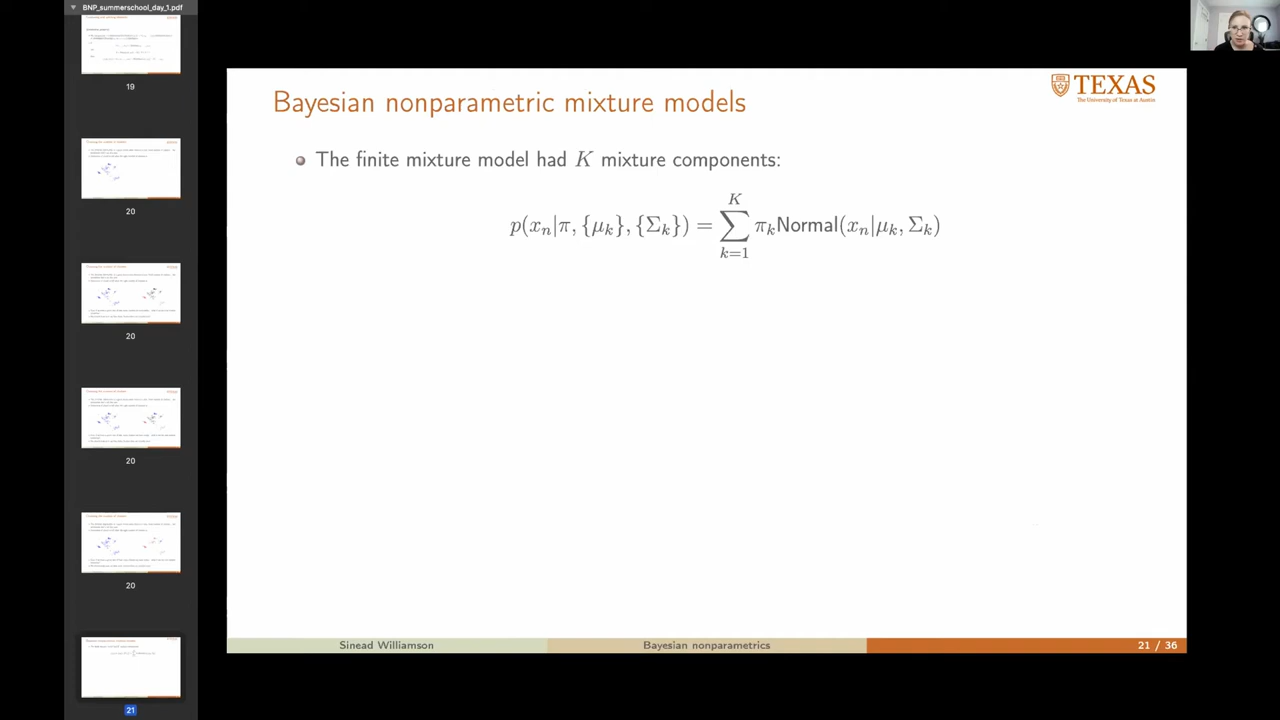 BNP_summerschool_day_1.pdf
19
20
20
20
20
21
Bayesian nonparametric mixture models
TEXAS
The University of Texas at Austin
The finite mixture model had K mixture components:
K
p(xₙ|π, {μₖ}, {Σₖ}) = ∑ πₖNormal(xₙ|μₖ, Σₖ)
k=1
Sinead Williamson
Bayesian nonparametrics
21 / 36